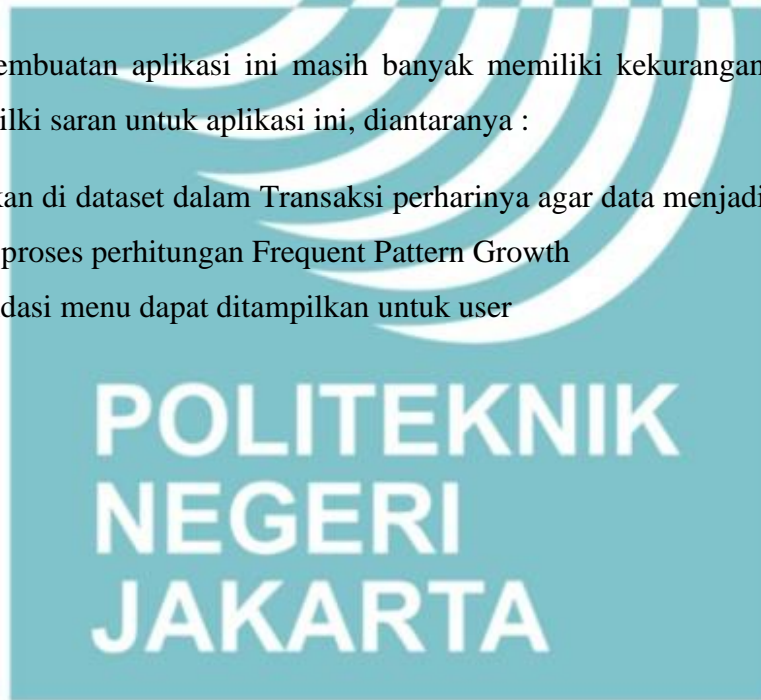 embuatan aplikasi ini masih banyak memiliki kekurangan
ilki saran untuk aplikasi ini, diantaranya :
kan di dataset dalam Transaksi perharinya agar data menjadi
proses perhitungan Frequent Pattern Growth
dasi menu dapat ditampilkan untuk user
POLITEKNIK
NEGERI
JAKARTA